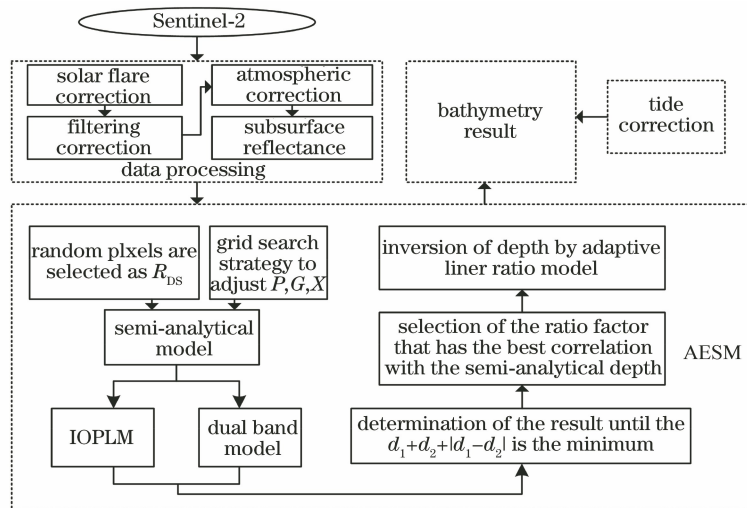 Sentinel-2
solar flare
correction
filtering
correction
atmospheric
correction
subsurface
reflectance
data processing
bathymetry
result
tide
correction
random plxels are
selected as R_DS
grid search
strategy to
adjust P,G,X
semi-analytical
model
IOPLM
dual band
model
inversion of depth by adaptive
liner ratio model
selection of the ratio factor
that has the best correlation
with the semi-analytical depth
determination of the result until the
d₁+d₂+|d₁−d₂| is the minimum
AESM